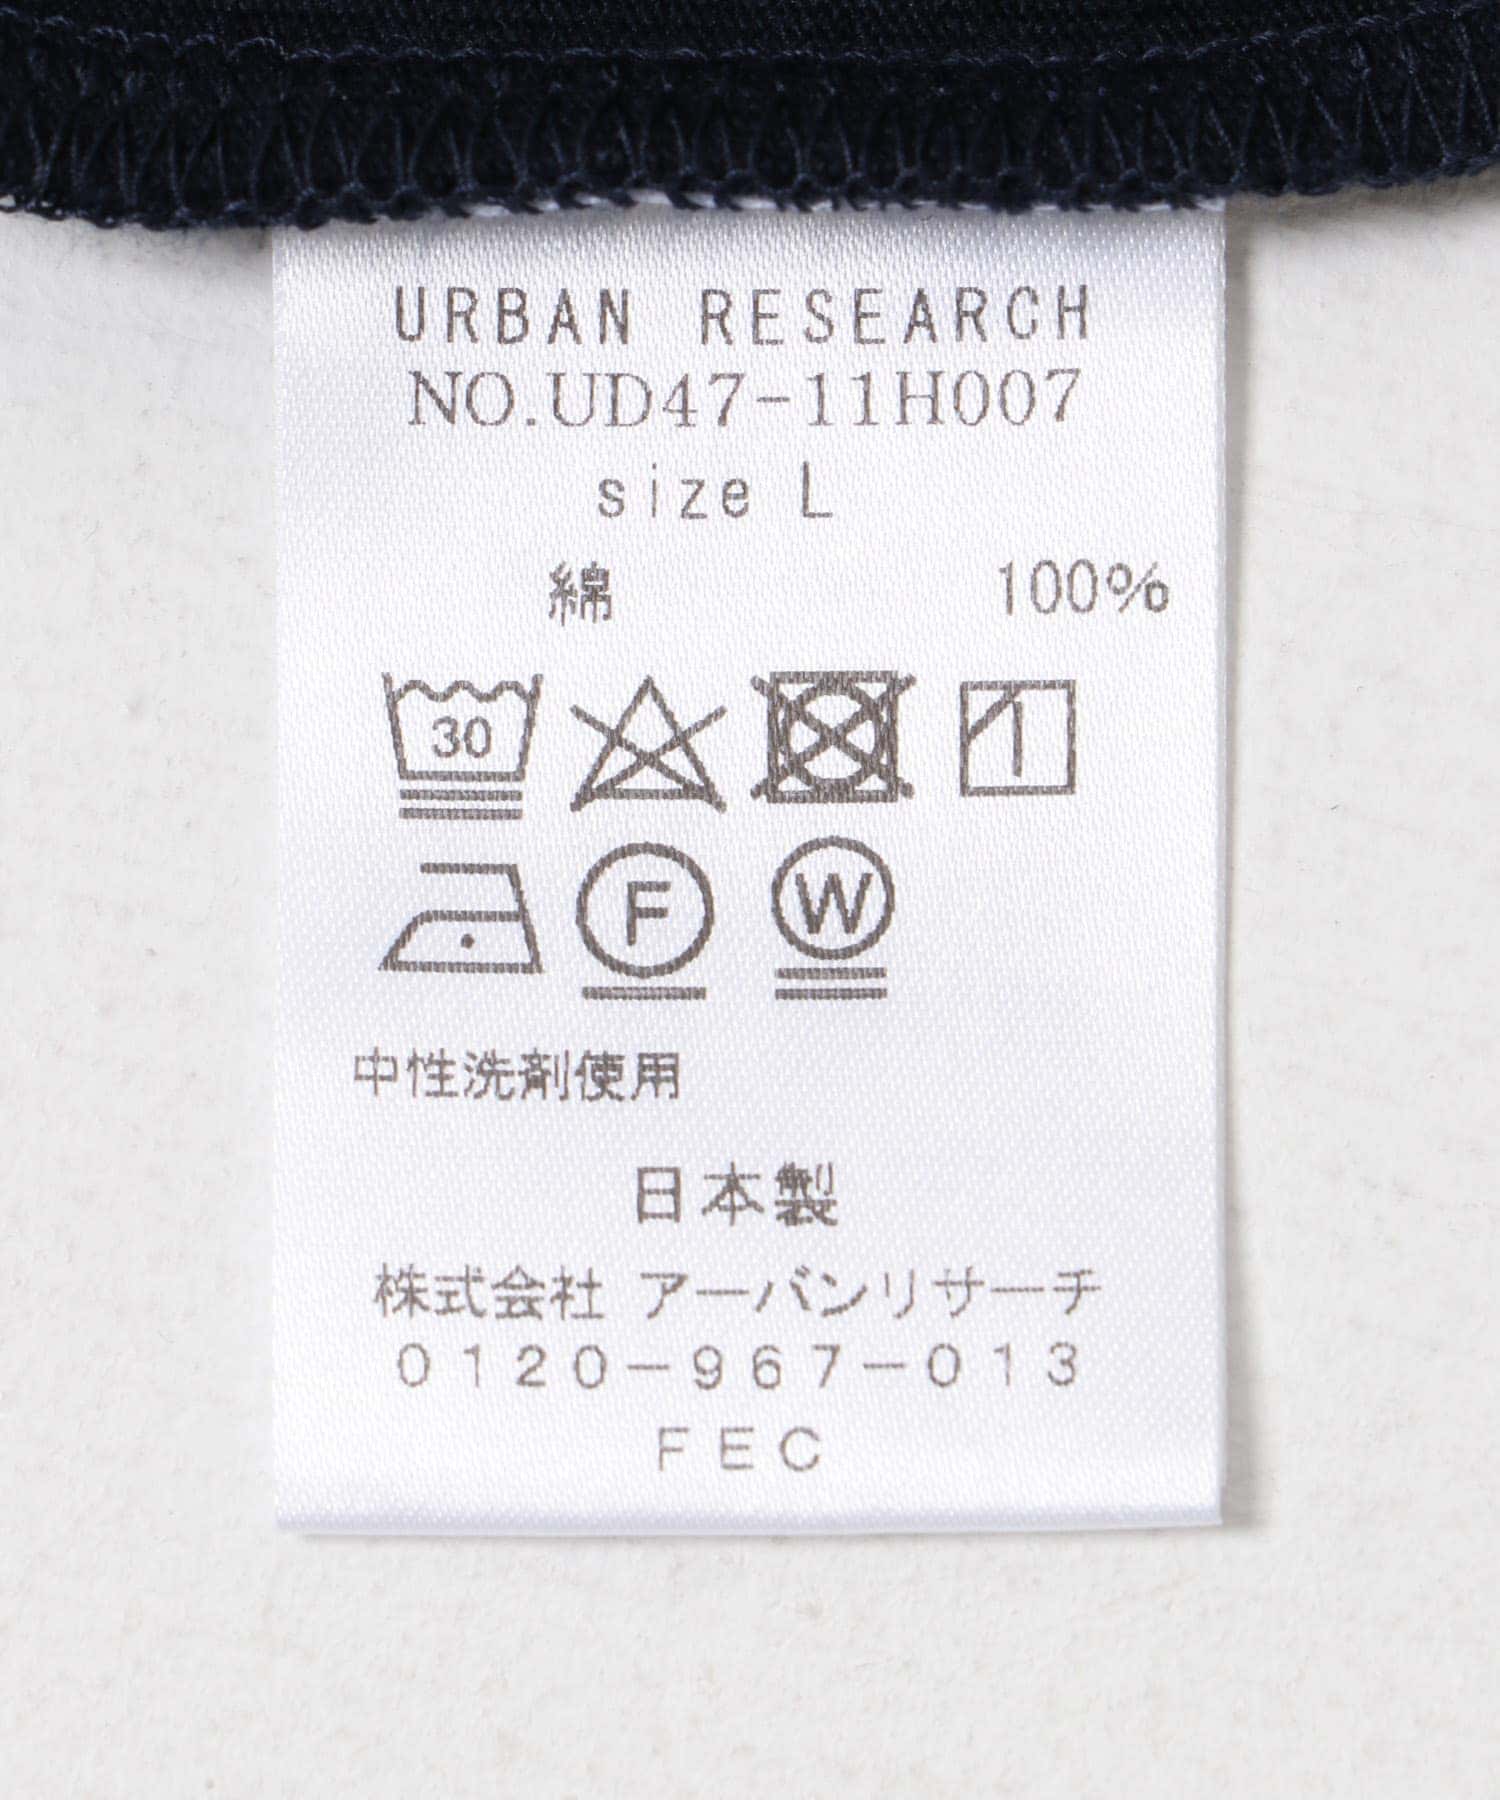 URBAN RESEARCH
NO.UD47-11H007
size L
綿 100%
30
F W
中性洗剤使用
日本製
株式会社 アーバンリサーチ
0120-967-013
FEC